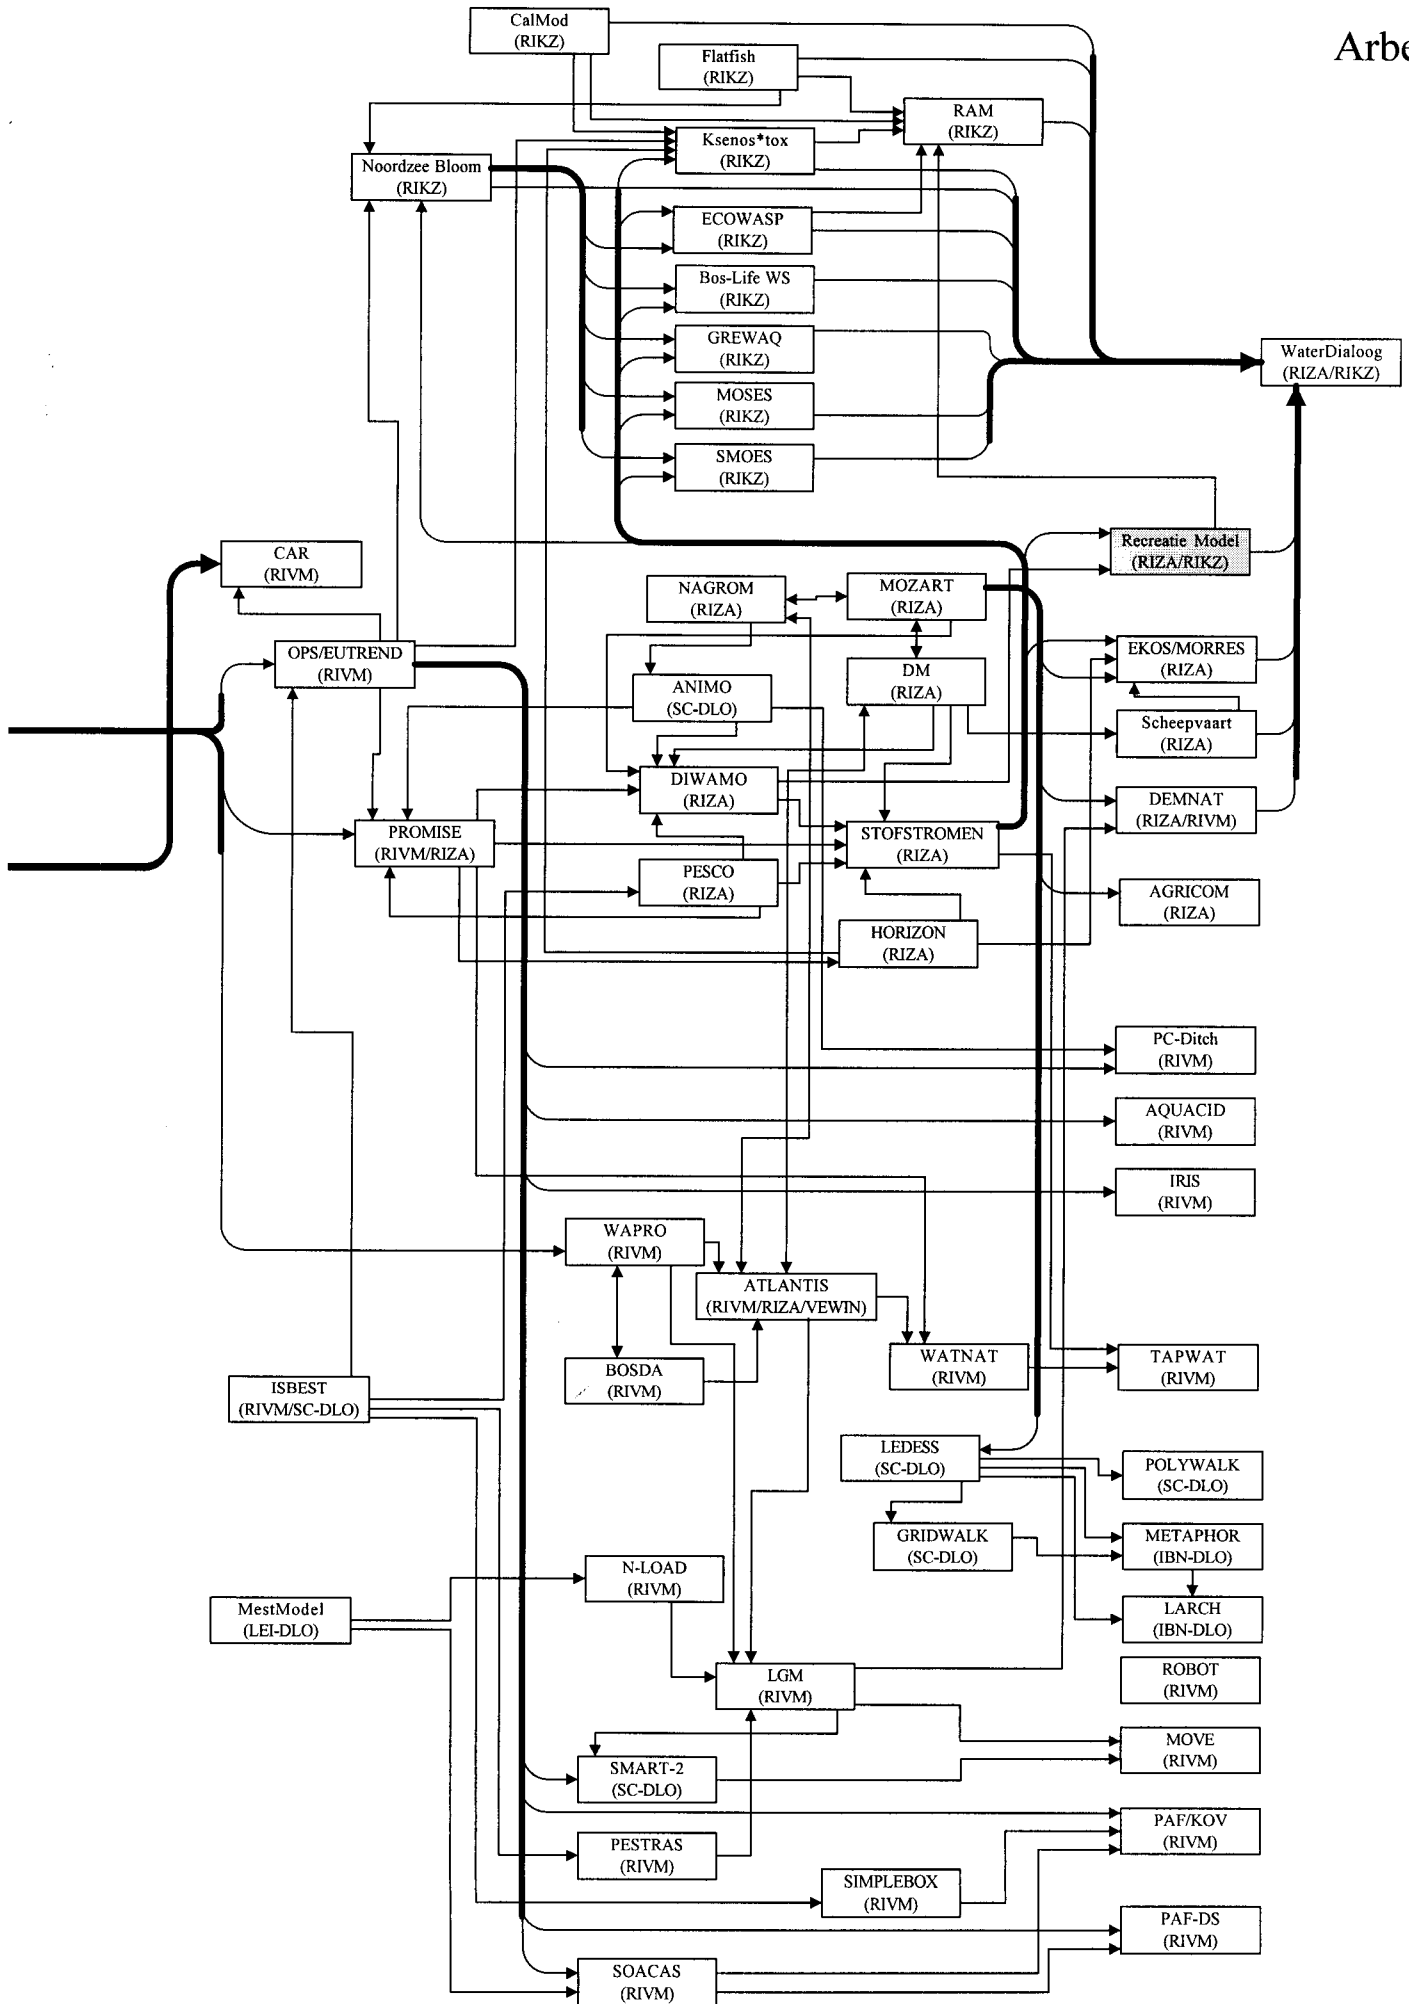 CalMod
(RIKZ)
Arbe
Flatfish
(RIKZ)
RAM
(RIKZ)
Ksenos*tox
(RIKZ)
Noordzee Bloom
(RIKZ)
ECOWASP
(RIKZ)
Bos-Life WS
(RIKZ)
GREWAQ
(RIKZ)
WaterDialoog
(RIZA/RIKZ)
MOSES
(RIKZ)
SMOES
(RIKZ)
Recreatie Model
(RIZA/RIKZ)
CAR
(RIVM)
NAGROM
(RIZA)
MOZART
(RIZA)
OPS/EUTREND
(RIVM)
EKOS/MORRES
(RIZA)
DM
(RIZA)
ANIMO
(SC-DLO)
Scheepvaart
(RIZA)
DIWAMO
(RIZA)
DEMNAT
(RIZA/RIVM)
PROMISE
(RIVM/RIZA)
STOFSTROMEN
(RIZA)
PESCO
(RIZA)
AGRICOM
(RIZA)
HORIZON
(RIZA)
PC-Ditch
(RIVM)
AQUACID
(RIVM)
IRIS
(RIVM)
WAPRO
(RIVM)
ATLANTIS
(RIVM/RIZA/VEWIN)
WATNAT
(RIVM)
TAPWAT
(RIVM)
BOSDA
(RIVM)
ISBEST
(RIVM/SC-DLO)
LEDESS
(SC-DLO)
POLYWALK
(SC-DLO)
GRIDWALK
(SC-DLO)
METAPHOR
(IBN-DLO)
N-LOAD
(RIVM)
MestModel
(LEI-DLO)
LARCH
(IBN-DLO)
LGM
(RIVM)
ROBOT
(RIVM)
MOVE
(RIVM)
SMART-2
(SC-DLO)
PAF/KOV
(RIVM)
PESTRAS
(RIVM)
SIMPLEBOX
(RIVM)
PAF-DS
(RIVM)
SOACAS
(RIVM)